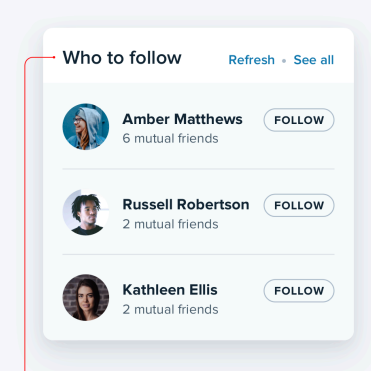 Who to follow
Refresh • See all
Amber Matthews
FOLLOW
6 mutual friends
Russell Robertson
FOLLOW
2 mutual friends
Kathleen Ellis
FOLLOW
2 mutual friends